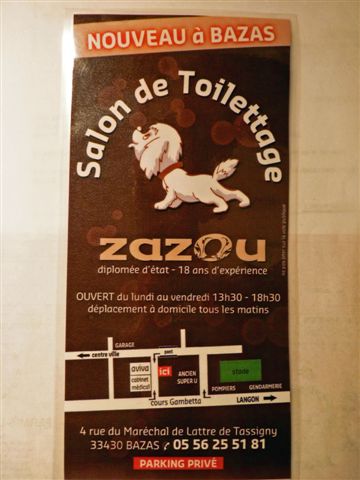 NOUVEAU à BAZAS
Salon de Toilettage
zazOu
diplomée d'état - 18 ans d'expérience
OUVERT du lundi au vendredi 13h30 - 18h30
déplacement à domicile tous les matins
GARAGE
centre ville
pont
aviva
cabinet médical
ici
ANCIEN SUPER U
stade
POMPIERS
GENDARMERIE
cours Gambetta
LANGON
4 rue du Maréchal de Lattre de Tassigny
33430 BAZAS ✆ 05 56 25 51 81
PARKING PRIVÉ